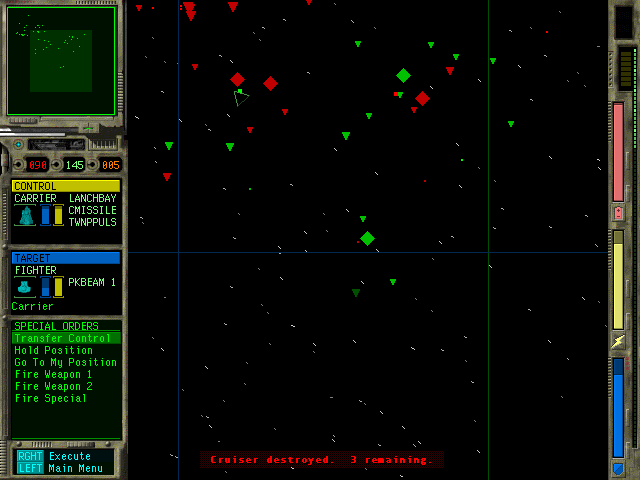 090 145 005
CONTROL
CARRIER LANCHBAY
CMISSILE
TWNPPULS
TARGET
FIGHTER
PKBEAM 1
Carrier
SPECIAL ORDERS
Transfer Control
Hold Position
Go To My Position
Fire Weapon 1
Fire Weapon 2
Fire Special
RGHT Execute
LEFT Main Menu
Cruiser destroyed. 3 remaining.